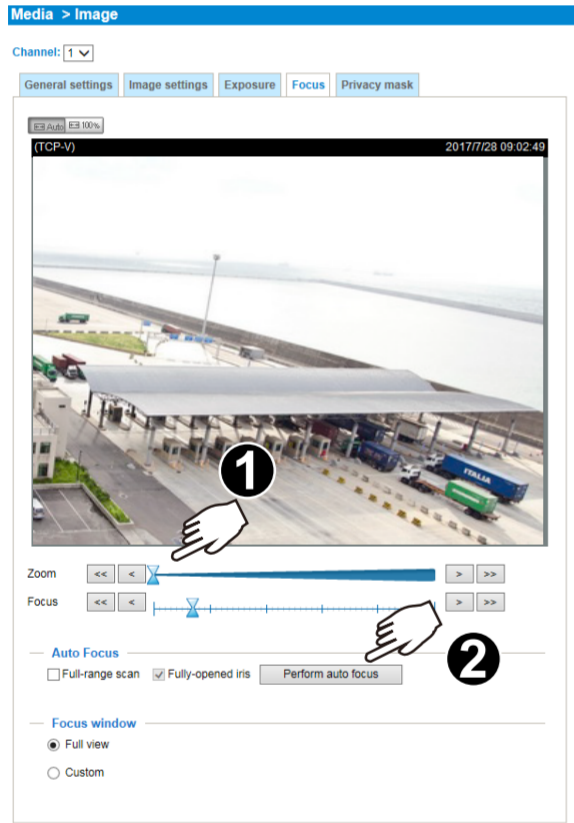 Media > Image
Channel: 1
General settings Image settings Exposure Focus Privacy mask
Auto 100%
(TCP-V) 2017/7/28 09:02:49
ITALIA
1
Zoom << < > >>
Focus << < > >>
2
Auto Focus
Full-range scan Fully-opened iris Perform auto focus
Focus window
Full view
Custom